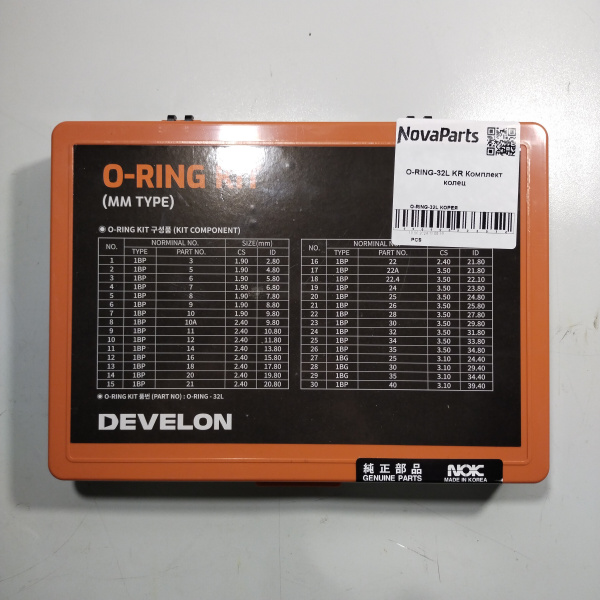 NovaParts
O-RING-32L KR Комплект
колец
O-RING-32L KOPER
PCS
O-RING
(MM TYPE)
◉ O-RING KIT 구성품 (KIT COMPONENT)
NO. NORMINAL NO. SIZE(mm)
TYPE PART NO. CS ID
1 1BP 3 1.90 2.80
2 1BP 5 1.90 4.80
3 1BP 6 1.90 5.80
4 1BP 7 1.90 6.80
5 1BP 8 1.90 7.80
6 1BP 9 1.90 8.80
7 1BP 10 1.90 9.80
8 1BP 10A 2.40 9.80
9 1BP 11 2.40 10.80
10 1BP 12 2.40 11.80
11 1BP 14 2.40 13.80
12 1BP 16 2.40 15.80
13 1BP 18 2.40 17.80
14 1BP 20 2.40 19.80
15 1BP 21 2.40 20.80
NO. NORMINAL NO.
TYPE PART NO. CS ID
16 1BP 22 2.40 21.80
17 1BP 22A 3.50 21.80
18 1BP 22.4 3.50 22.10
19 1BP 24 3.50 23.80
20 1BP 25 3.50 24.80
21 1BP 26 3.50 25.80
22 1BP 28 3.50 27.80
23 1BP 30 3.50 29.80
24 1BP 32 3.50 31.80
25 1BP 34 3.50 33.80
26 1BP 35 3.50 34.80
27 1BG 25 3.10 24.40
28 1BG 30 3.10 29.40
29 1BG 35 3.10 34.40
30 1BP 40 3.10 39.40
◉ O-RING KIT 품번 (PART NO) : O-RING - 32L
DEVELON
純正部品
GENUINE PARTS
NOK
MADE IN KOREA